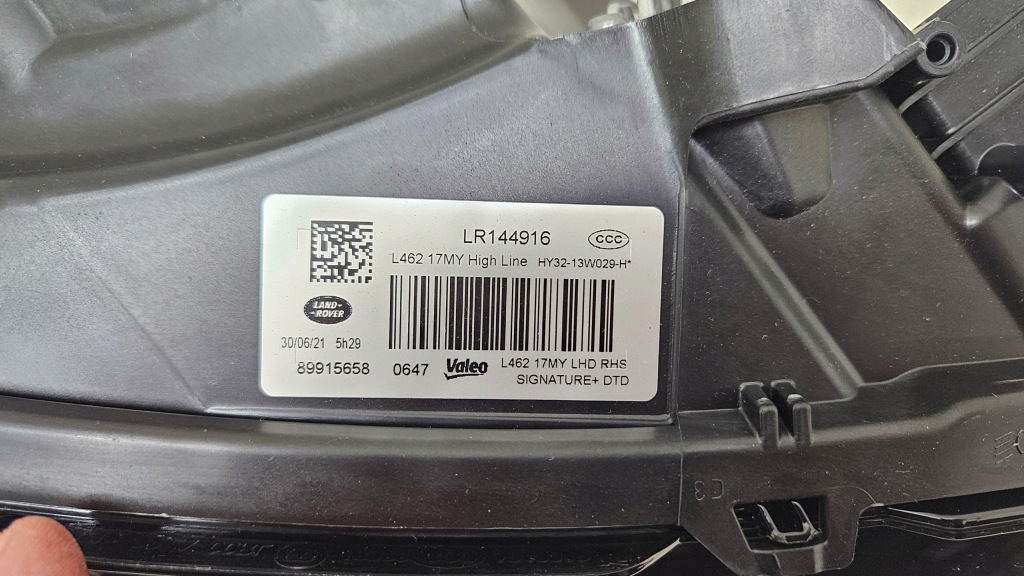 LR144916
CCC
L462 17MY High Line HY32-13W029-H*
LAND-
-ROVER
30/06/21 5h29
89915658 0647 Valeo
L462 17MY LHD RHS
SIGNATURE+ DTD